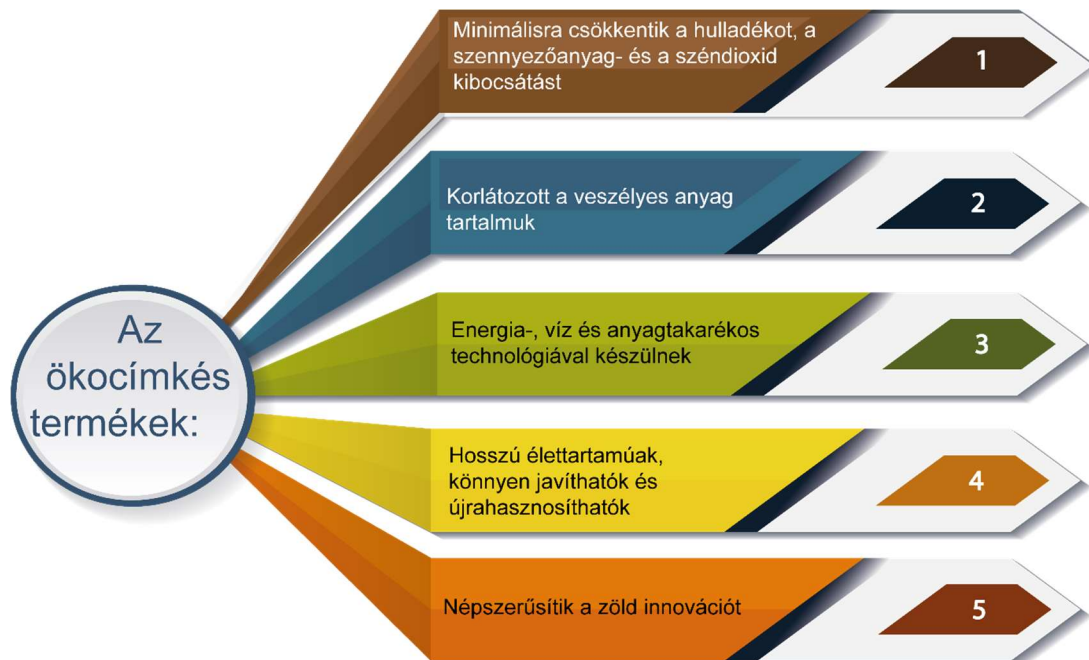 Az
ökocímkés
termékek:
Minimálisra csökkentik a hulladékot, a
szennyezőanyag- és a széndioxid
kibocsátást
1
Korlátozott a veszélyes anyag
tartalmuk
2
Energia-, víz és anyagtakarékos
technológiával készülnek
3
Hosszú élettartamúak,
könnyen javíthatók és
újrahasznosíthatók
4
Népszerűsítik a zöld innovációt
5